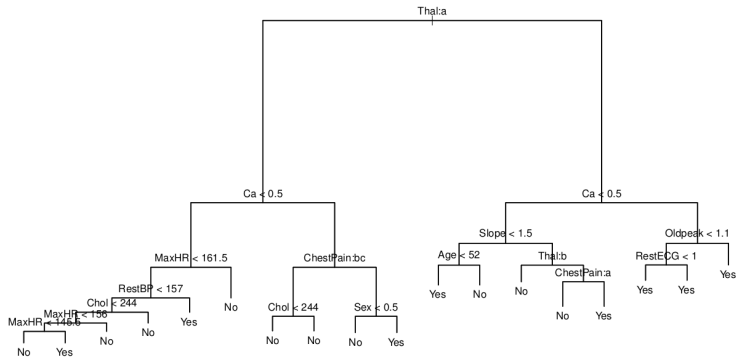 Thal:a
Ca < 0.5
Ca < 0.5
Slope < 1.5
Oldpeak < 1.1
MaxHR < 161.5
ChestPain:bc
Age < 52
Thal:b
RestECG < 1
ChestPain:a
Yes
RestBP < 157
Yes
No
No
Yes
Yes
Chol < 244
No
Chol < 244
Sex < 0.5
No
Yes
MaxHR < 156
Yes
MaxHR < 145.5
No
No
No
No
No
Yes
No
Yes